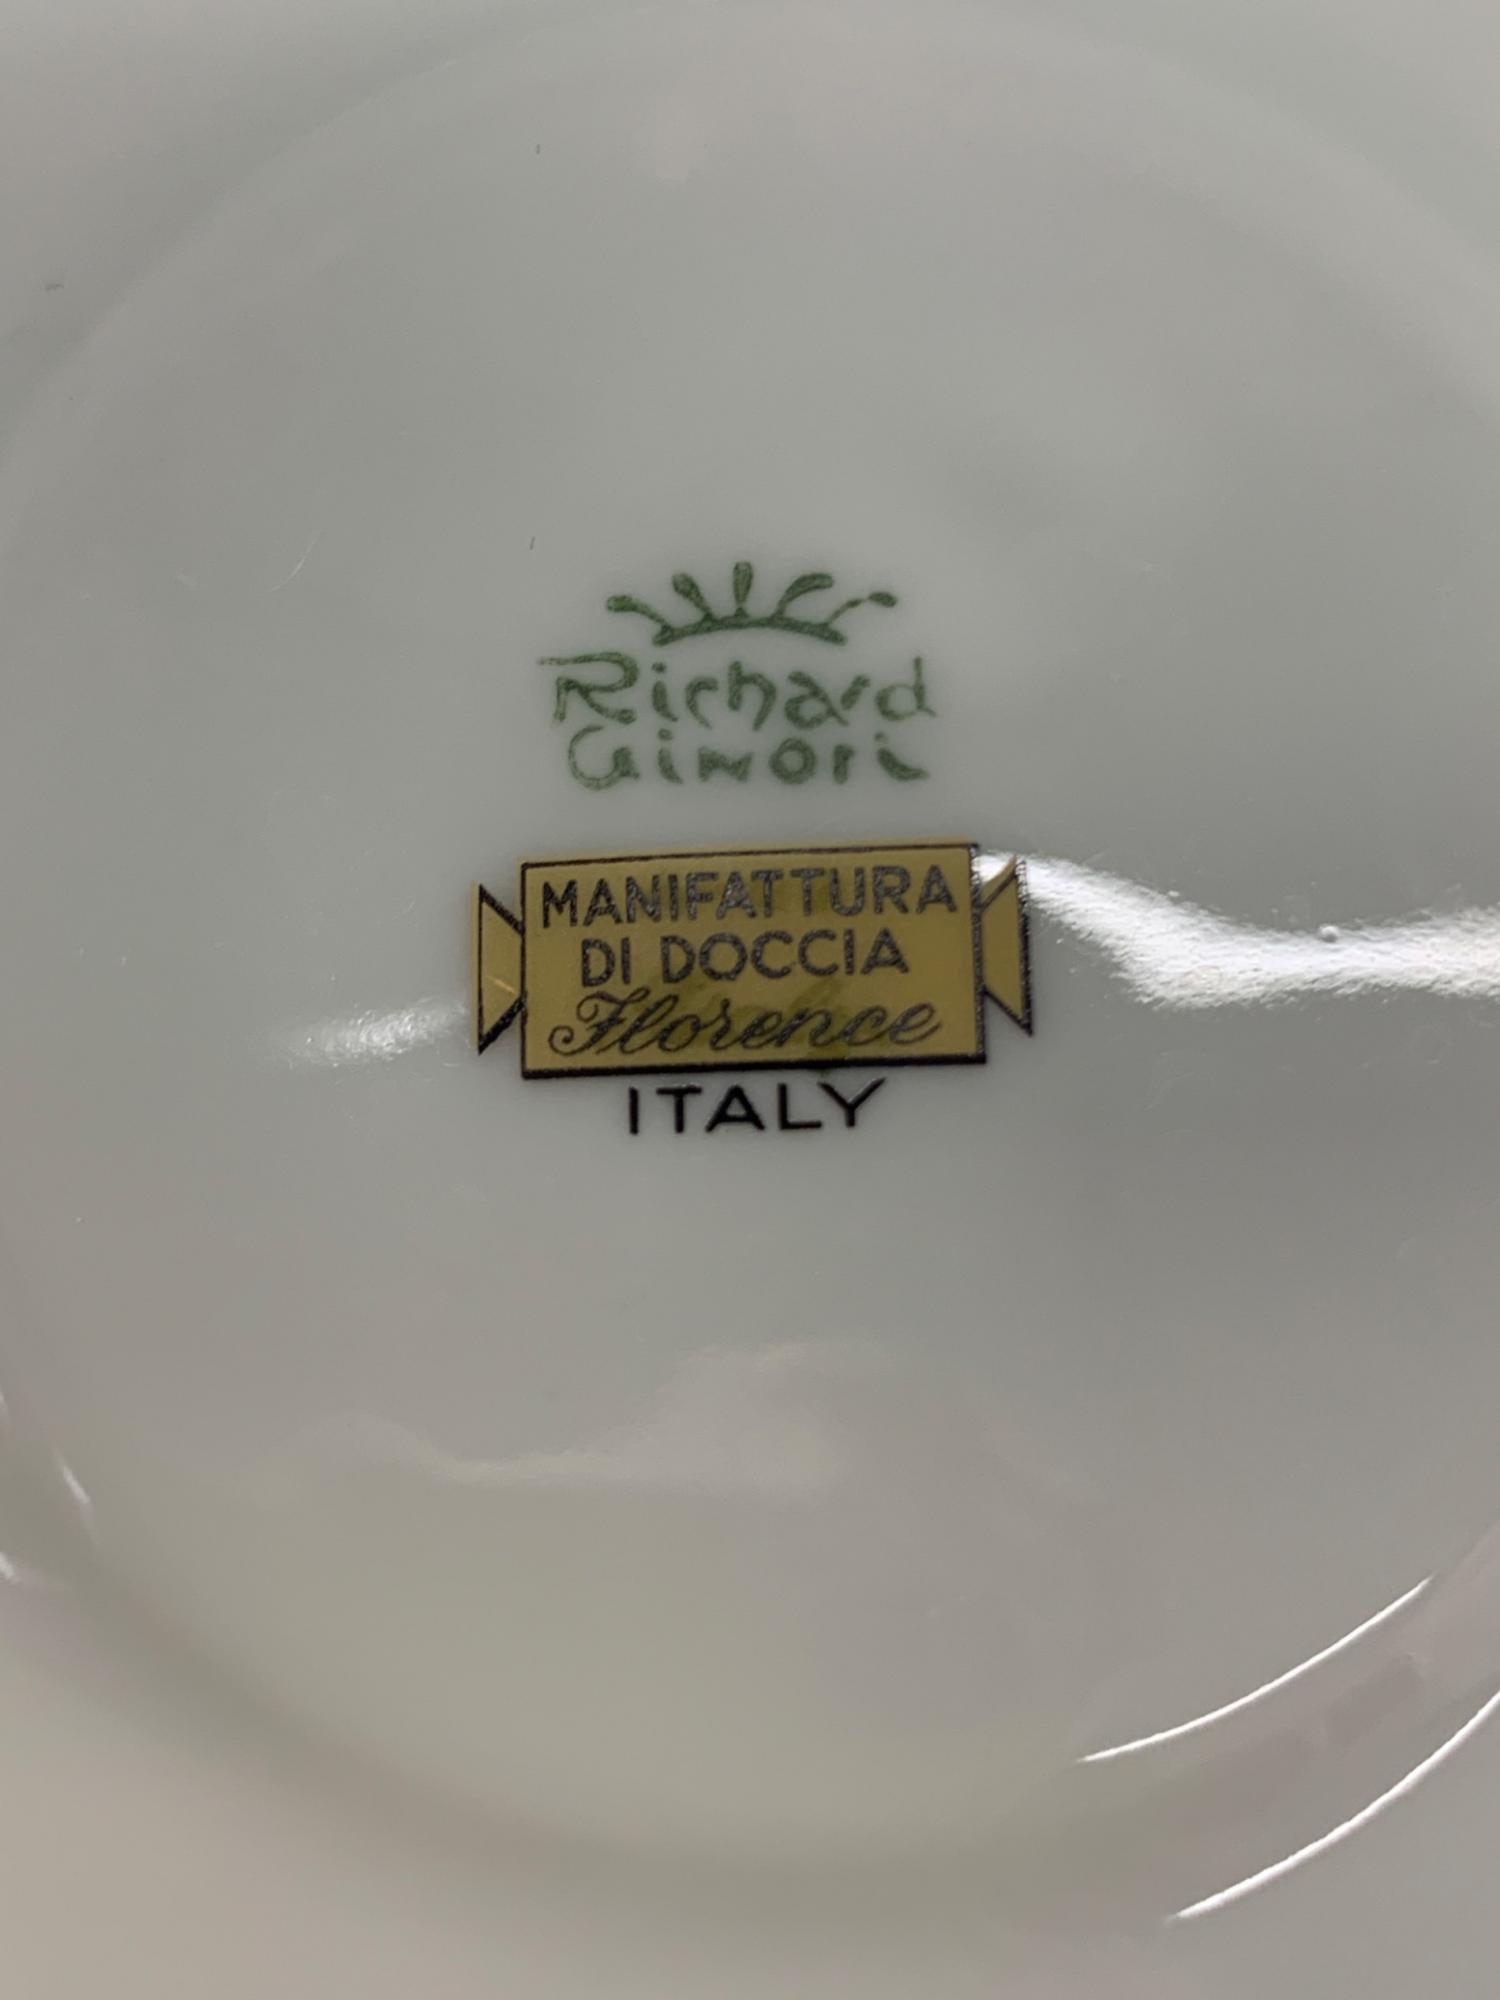 Richard
Ginori
MANIFATTURA
DI DOCCIA
Florence
ITALY